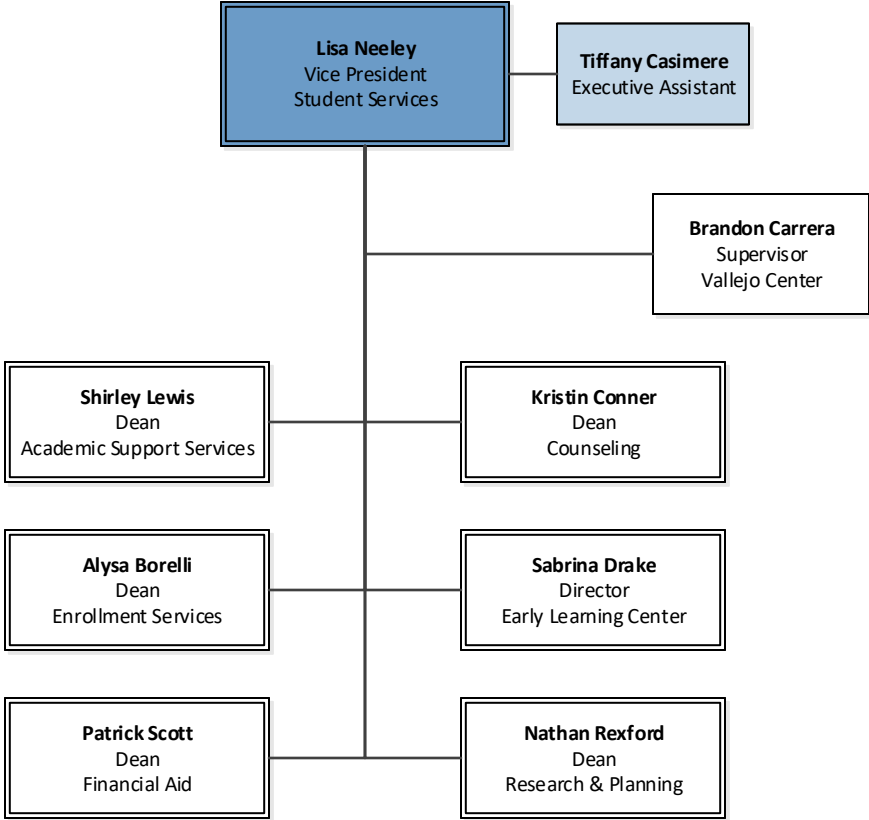 Lisa Neeley
Vice President
Student Services
Tiffany Casimere
Executive Assistant
Brandon Carrera
Supervisor
Vallejo Center
Shirley Lewis
Dean
Academic Support Services
Kristin Conner
Dean
Counseling
Alysa Borelli
Dean
Enrollment Services
Sabrina Drake
Director
Early Learning Center
Patrick Scott
Dean
Financial Aid
Nathan Rexford
Dean
Research & Planning